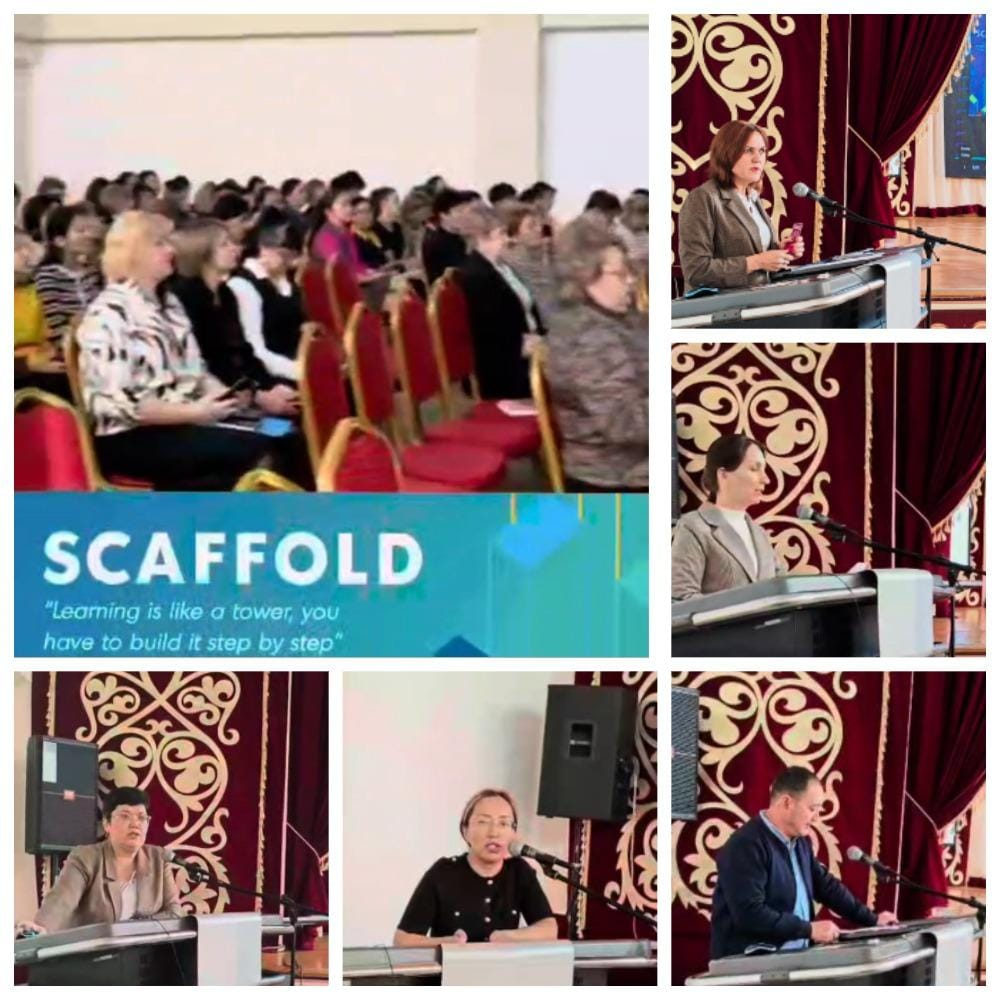 SCAFFOLD
"Learning is like a tower, you
have to build it step by step"